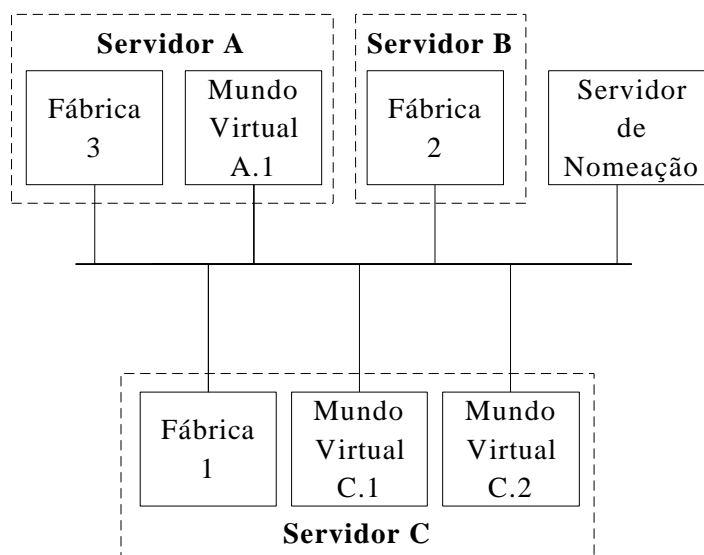 Servidor A
Fábrica
3
Mundo
Virtual
A.1
Servidor B
Fábrica
2
Servidor
de
Nomeação
Fábrica
1
Mundo
Virtual
C.1
Mundo
Virtual
C.2
Servidor C